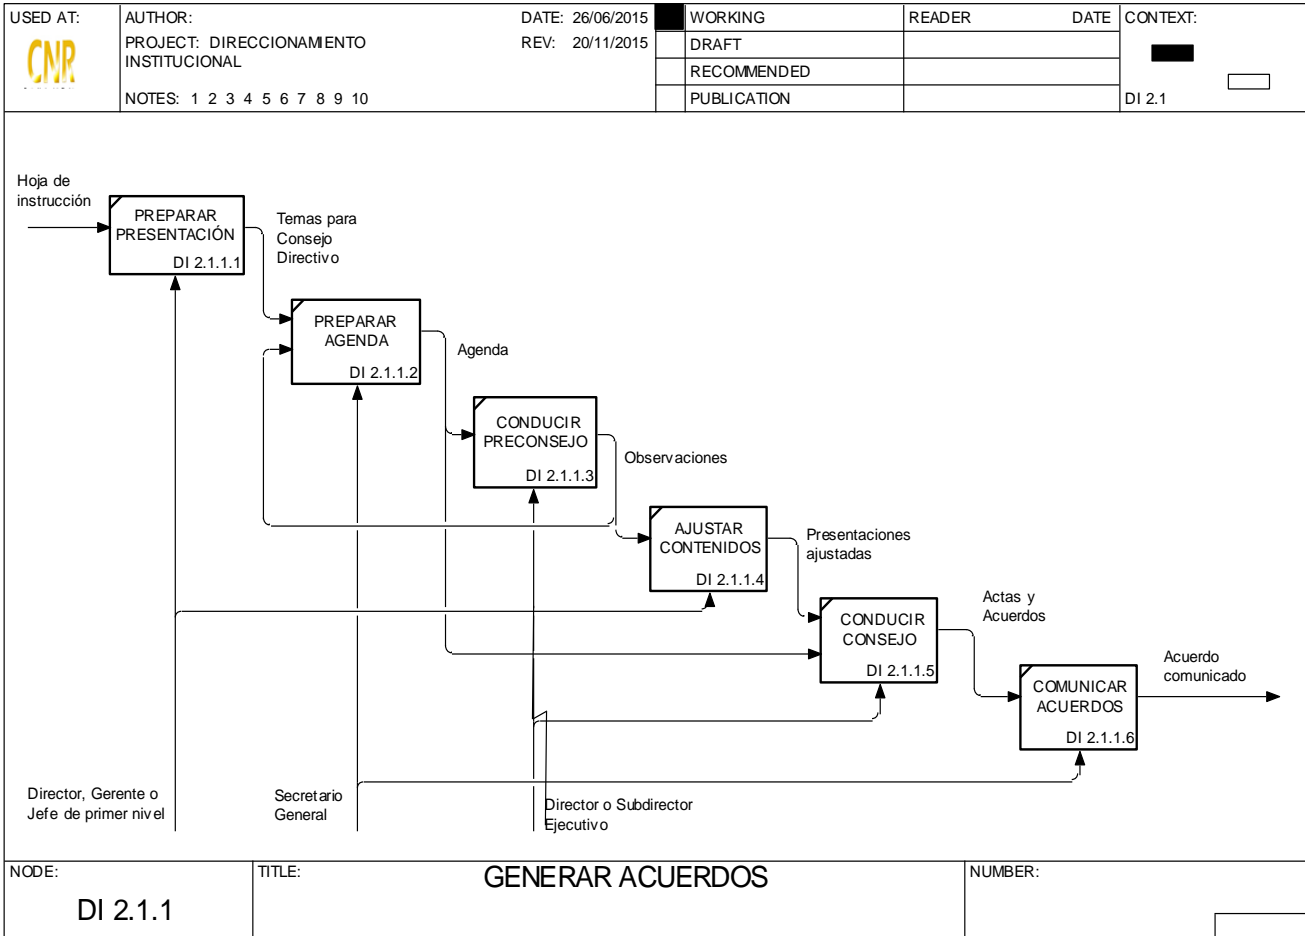 USED AT:
CNR
AUTHOR:
DATE: 26/06/2015
PROJECT: DIRECCIONAMIENTO
INSTITUCIONAL
REV: 20/11/2015
NOTES: 1 2 3 4 5 6 7 8 9 10
WORKING
DRAFT
RECOMMENDED
PUBLICATION
READER
DATE
CONTEXT:
DI 2.1
Hoja de
instrucción
PREPARAR
PRESENTACIÓN
DI 2.1.1.1
Temas para
Consejo
Directivo
PREPARAR
AGENDA
DI 2.1.1.2
Agenda
CONDUCIR
PRECONSEJO
DI 2.1.1.3
Observaciones
AJUSTAR
CONTENIDOS
DI 2.1.1.4
Presentaciones
ajustadas
CONDUCIR
CONSEJO
DI 2.1.1.5
Actas y
Acuerdos
COMUNICAR
ACUERDOS
DI 2.1.1.6
Acuerdo
comunicado
Director, Gerente o
Jefe de primer nivel
Secretario
General
Director o Subdirector
Ejecutivo
NODE:
DI 2.1.1
TITLE:
GENERAR ACUERDOS
NUMBER: